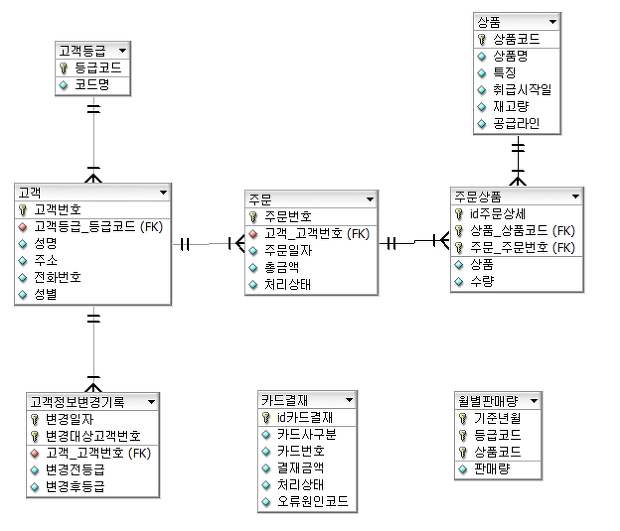 고객등급
등급코드
코드명
상품
상품코드
상품명
특징
취급시작일
재고량
공급라인
고객
고객번호
고객등급_등급코드 (FK)
성명
주소
전화번호
성별
주문
주문번호
고객_고객번호 (FK)
주문일자
총금액
처리상태
주문상품
id주문상세
상품_상품코드 (FK)
주문_주문번호 (FK)
상품
수량
고객정보변경기록
변경일자
변경대상고객번호
고객_고객번호 (FK)
변경전등급
변경후등급
카드결재
id카드결재
카드사구분
카드번호
결재금액
처리상태
오류원인코드
월별판매량
기준년월
등급코드
상품코드
판매량